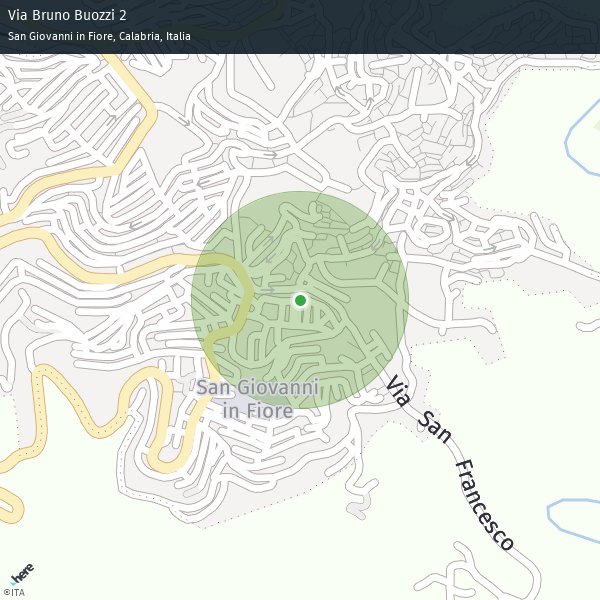 Via Bruno Buozzi 2
San Giovanni in Fiore, Calabria, Italia
San Giovanni
in Fiore
Via San Francesco
here
©ITA